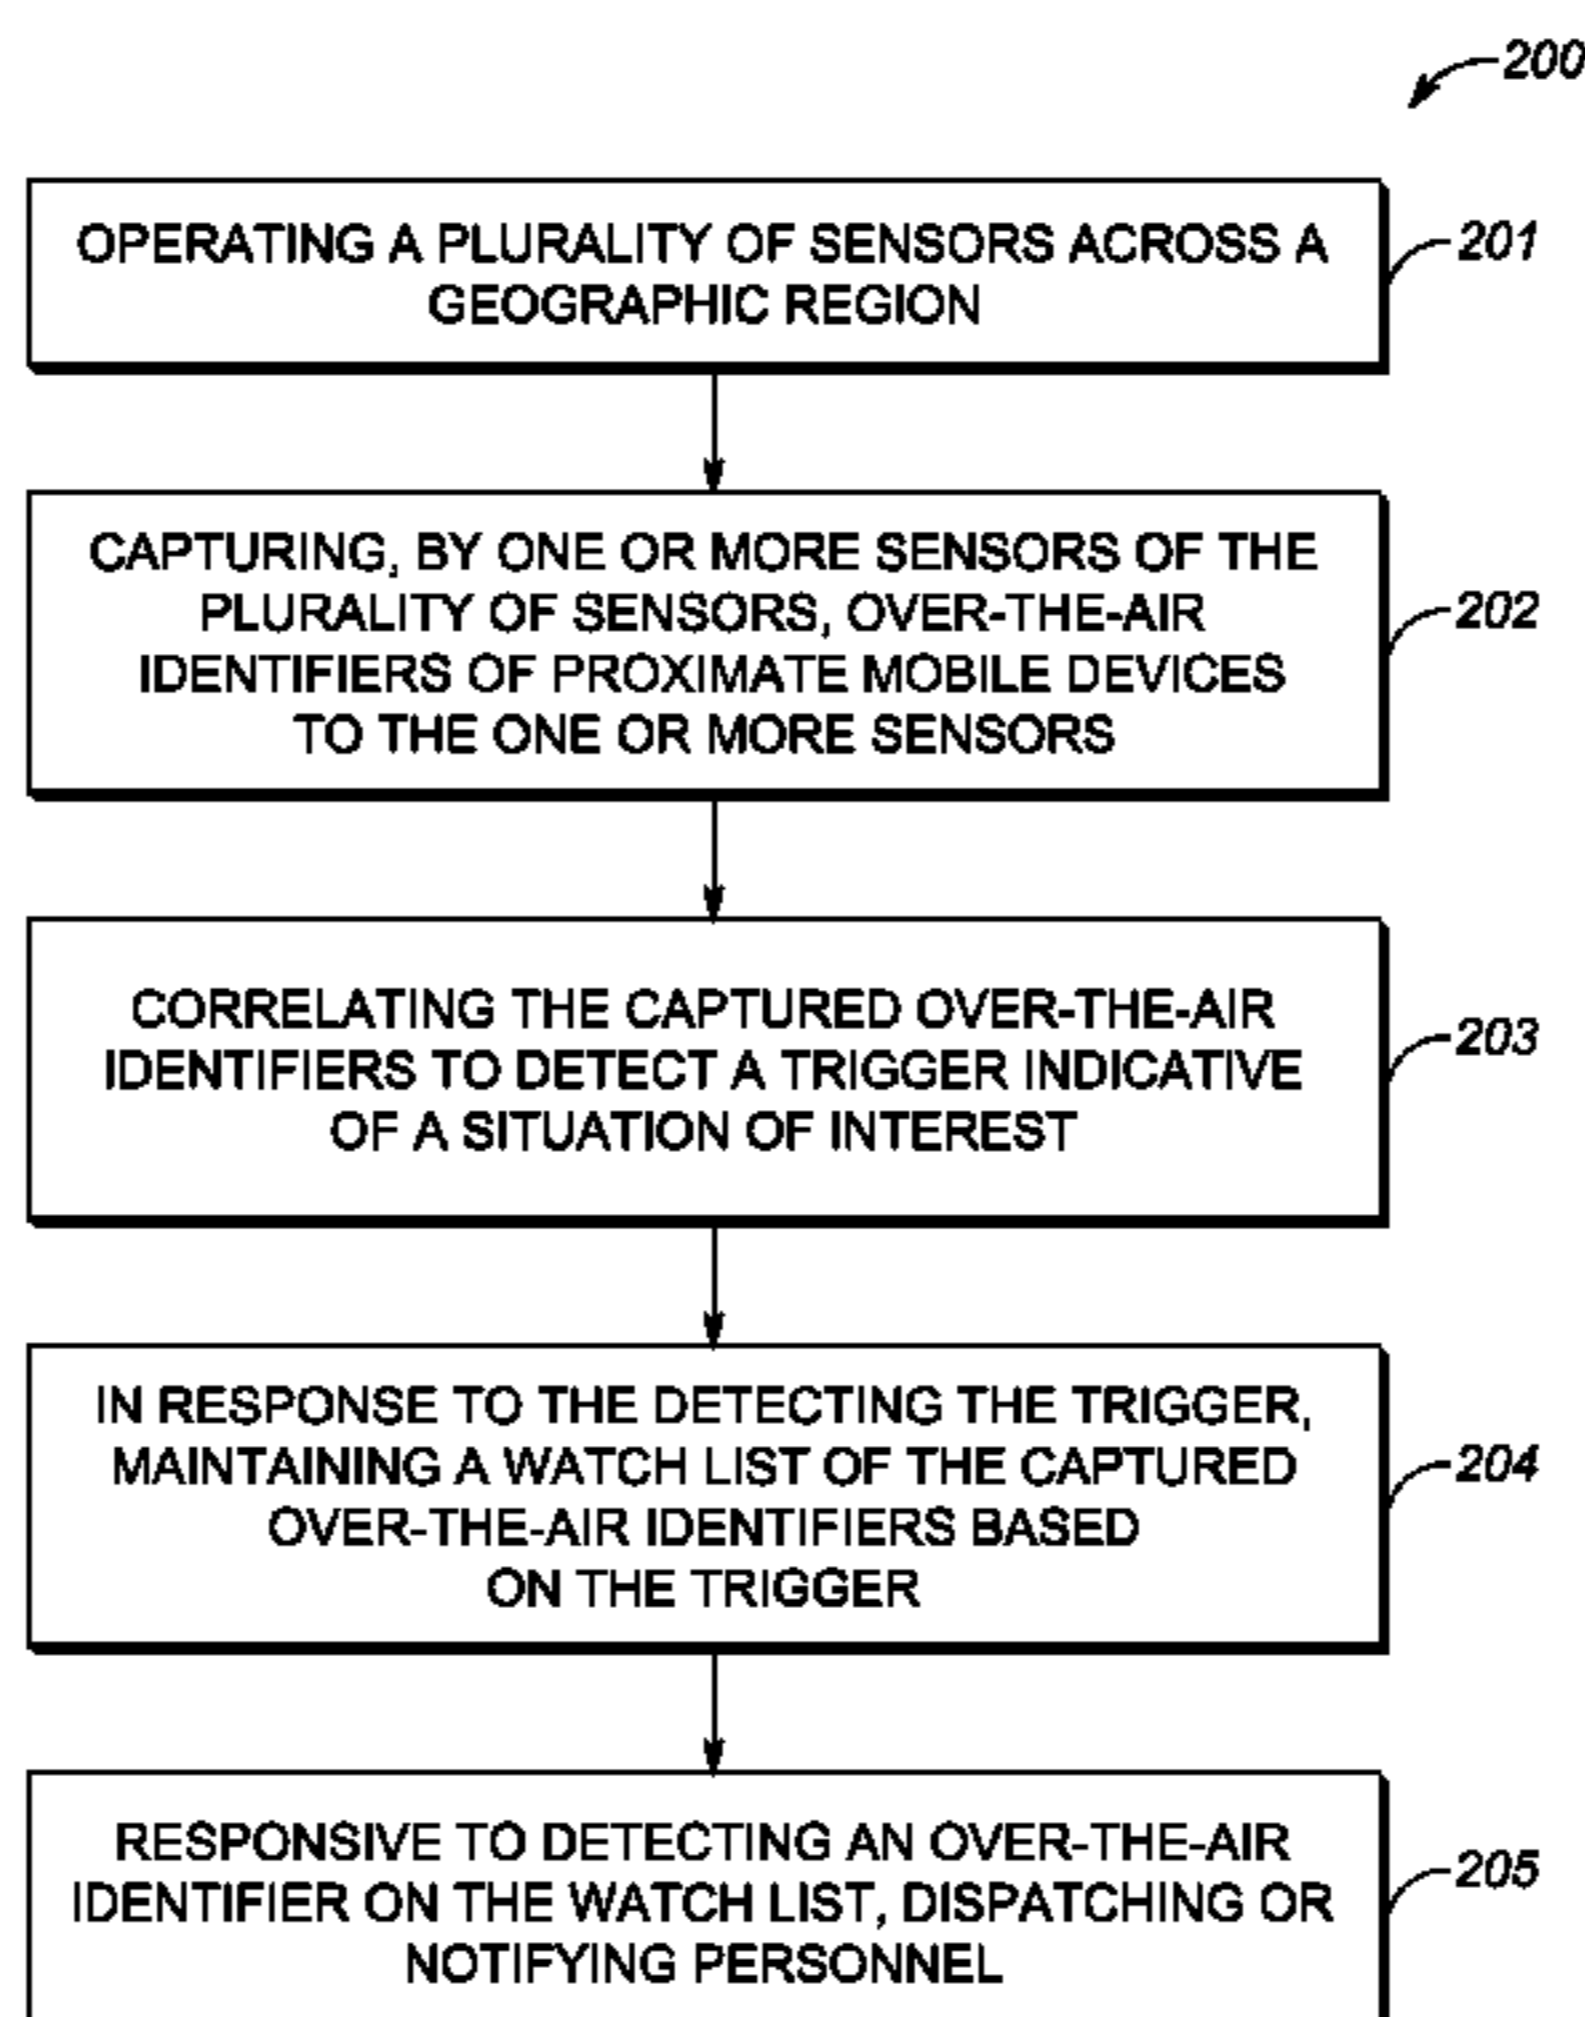 200
OPERATING A PLURALITY OF SENSORS ACROSS A
GEOGRAPHIC REGION
201
CAPTURING, BY ONE OR MORE SENSORS OF THE
PLURALITY OF SENSORS, OVER-THE-AIR
IDENTIFIERS OF PROXIMATE MOBILE DEVICES
TO THE ONE OR MORE SENSORS
202
CORRELATING THE CAPTURED OVER-THE-AIR
IDENTIFIERS TO DETECT A TRIGGER INDICATIVE
OF A SITUATION OF INTEREST
203
IN RESPONSE TO THE DETECTING THE TRIGGER,
MAINTAINING A WATCH LIST OF THE CAPTURED
OVER-THE-AIR IDENTIFIERS BASED
ON THE TRIGGER
204
RESPONSIVE TO DETECTING AN OVER-THE-AIR
IDENTIFIER ON THE WATCH LIST, DISPATCHING OR
NOTIFYING PERSONNEL
205